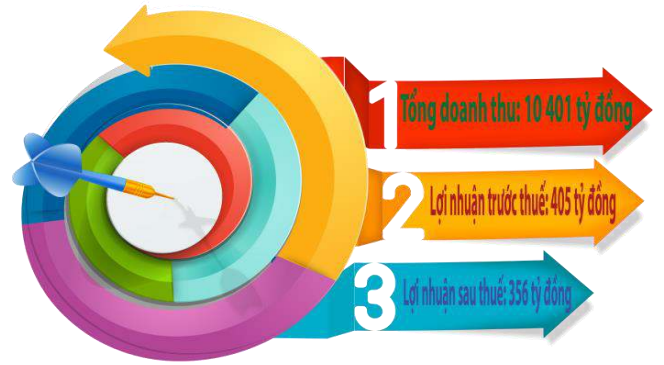 1 Tổng doanh thu: 10 401 tỷ đồng
2 Lợi nhuận trước thuế: 405 tỷ đồng
3 Lợi nhuận sau thuế: 356 tỷ đồng